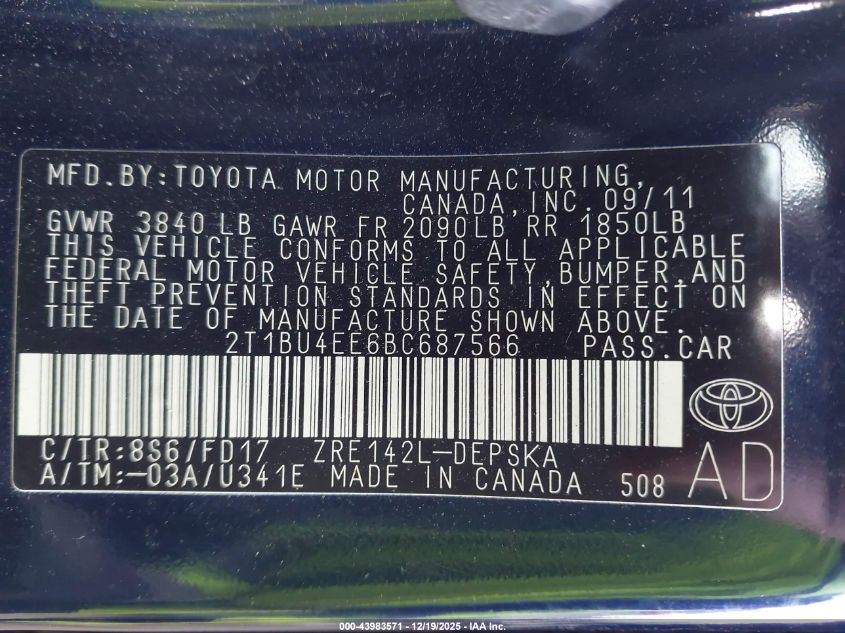 MFD.BY:TOYOTA MOTOR MANUFACTURING,
CANADA,INC. 09/11
GVWR 3840 LB GAWR FR 2090LB RR 1850LB
THIS VEHICLE CONFORMS TO ALL APPLICABLE
FEDERAL MOTOR VEHICLE SAFETY,BUMPER,AND
THEFT PREVENTION STANDARDS IN EFFECT ON
THE DATE OF MANUFACTURE SHOWN ABOVE.
2T1BU4EE6BC687566 PASS.CAR
C/TR:8S6/FD17 ZRE142L-DEPSKA
A/TM:-03A/U341E MADE IN CANADA 508 AD
000-43983571 - 12/19/2025 - IAA Inc.